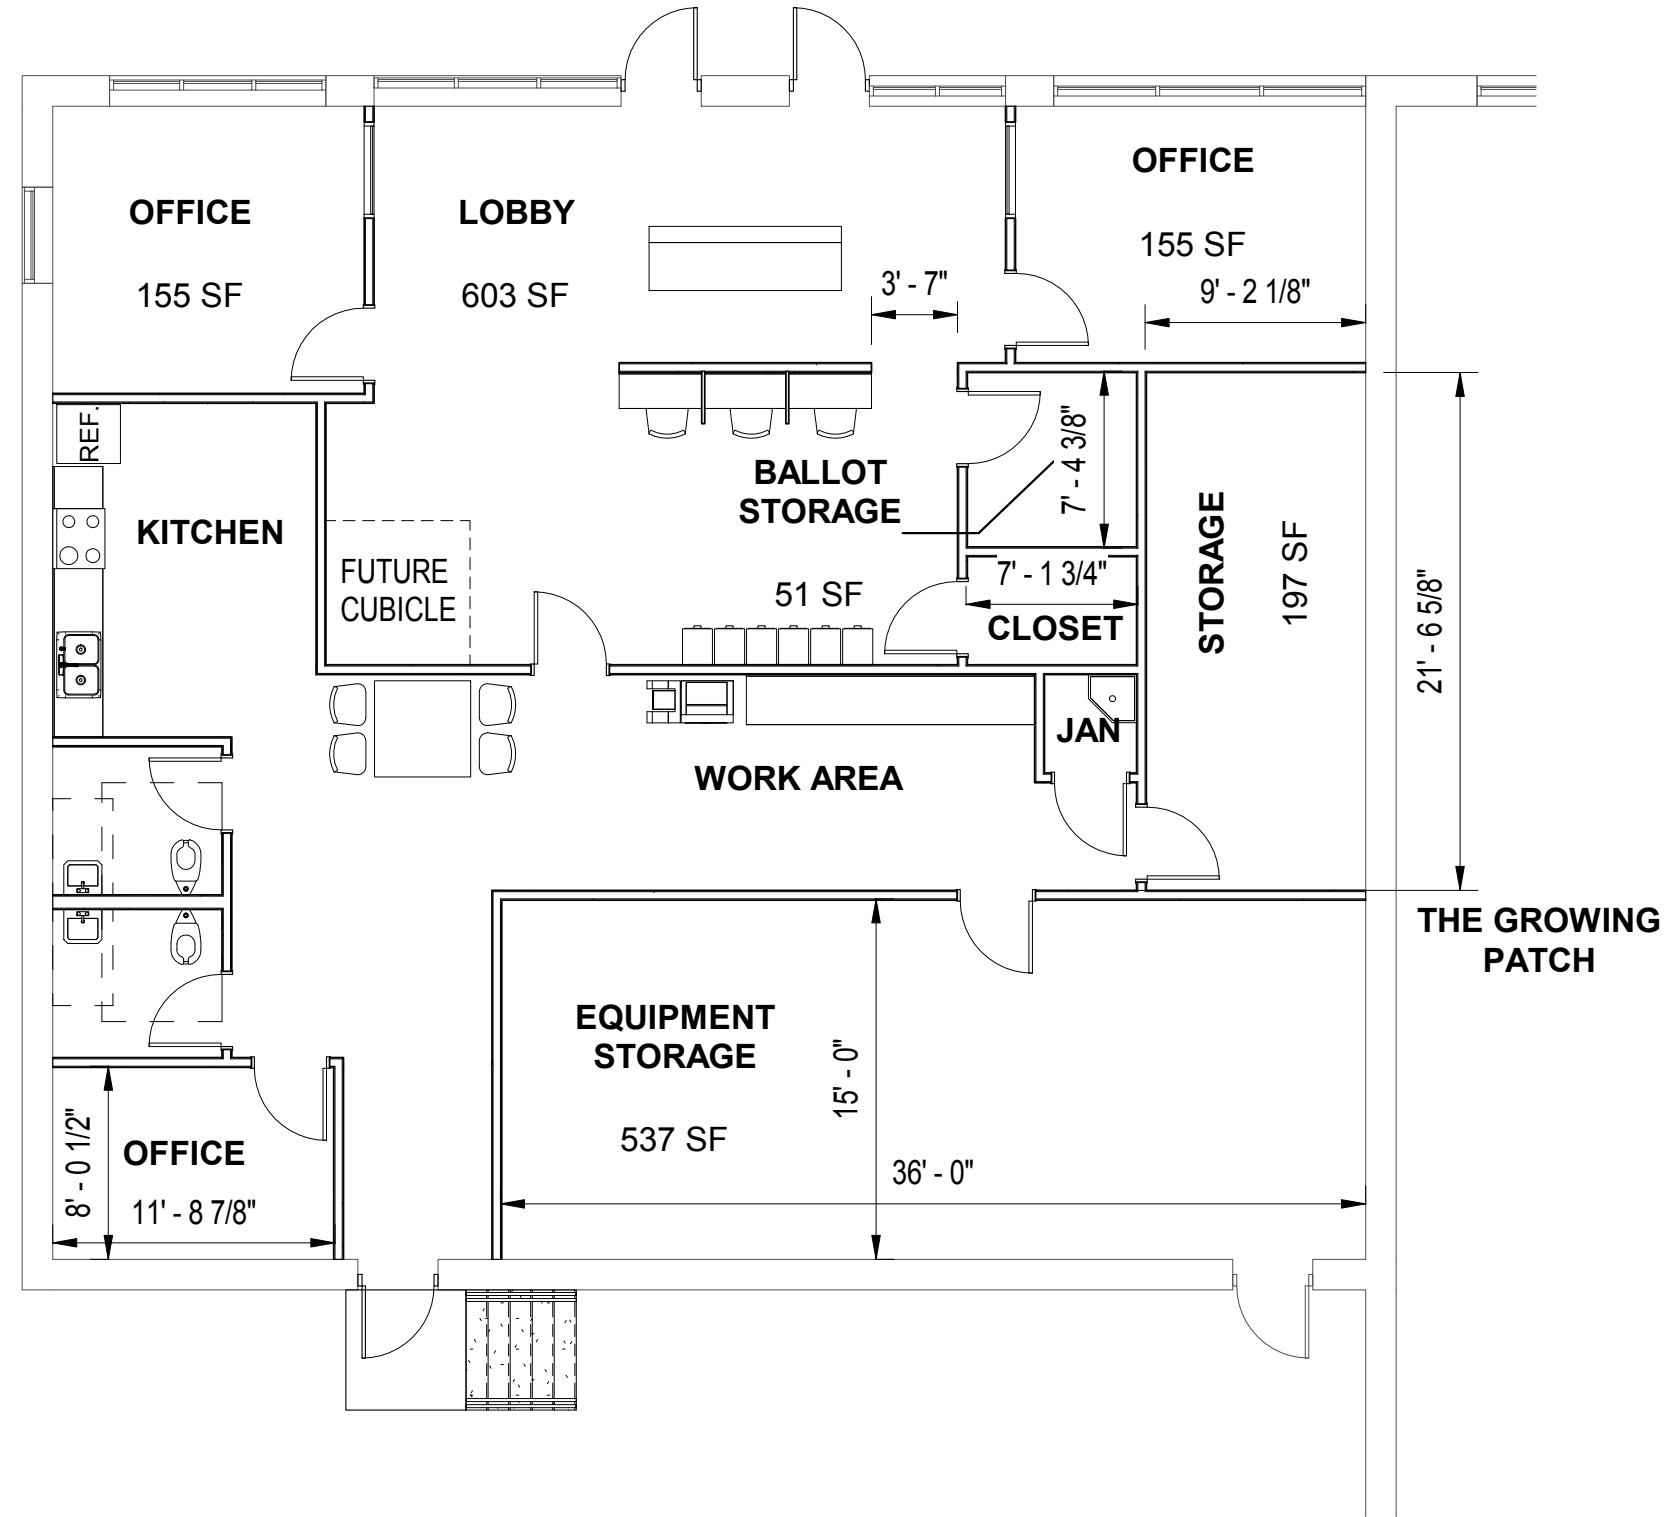 OFFICE
155 SF
LOBBY
603 SF
OFFICE
155 SF
9' - 2 1/8"
3' - 7"
REF.
KITCHEN
FUTURE
CUBICLE
BALLOT
STORAGE
51 SF
7' - 4 3/8"
7' - 1 3/4"
CLOSET
STORAGE
197 SF
21' - 6 5/8"
JAN
WORK AREA
THE GROWING
PATCH
EQUIPMENT
STORAGE
537 SF
15' - 0"
36' - 0"
OFFICE
8' - 0 1/2"
11' - 8 7/8"